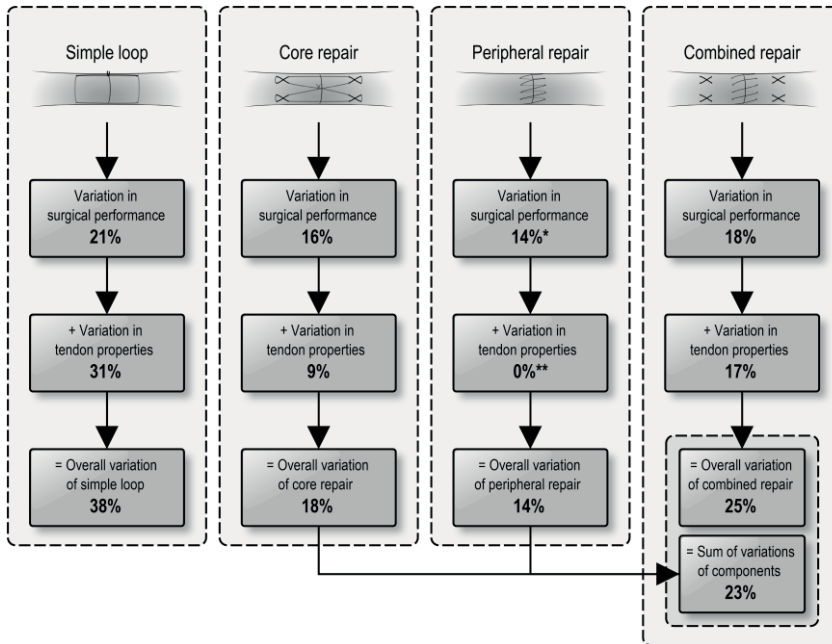 Simple loop
Variation in
surgical performance
21%
+ Variation in
tendon properties
31%
= Overall variation
of simple loop
38%
Core repair
Variation in
surgical performance
16%
+ Variation in
tendon properties
9%
= Overall variation
of core repair
18%
Peripheral repair
Variation in
surgical performance
14%*
+ Variation in
tendon properties
0%**
= Overall variation
of peripheral repair
14%
Combined repair
Variation in
surgical performance
18%
+ Variation in
tendon properties
17%
= Overall variation
of combined repair
25%
= Sum of variations
of components
23%